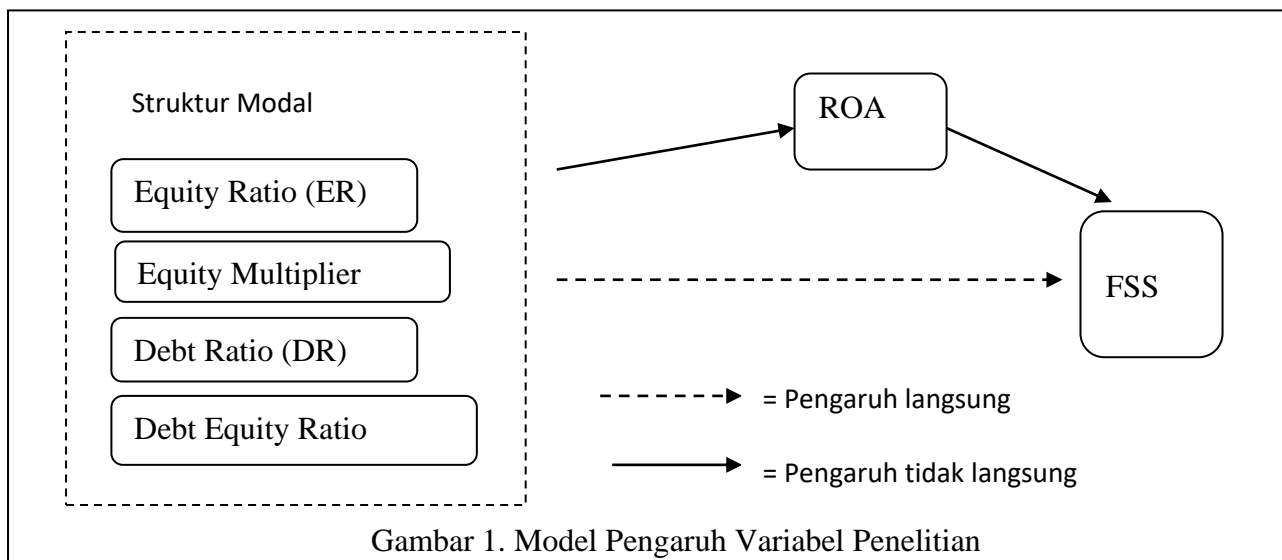 Struktur Modal
Equity Ratio (ER)
Equity Multiplier
Debt Ratio (DR)
Debt Equity Ratio
ROA
FSS
= Pengaruh langsung
= Pengaruh tidak langsung
Gambar 1. Model Pengaruh Variabel Penelitian